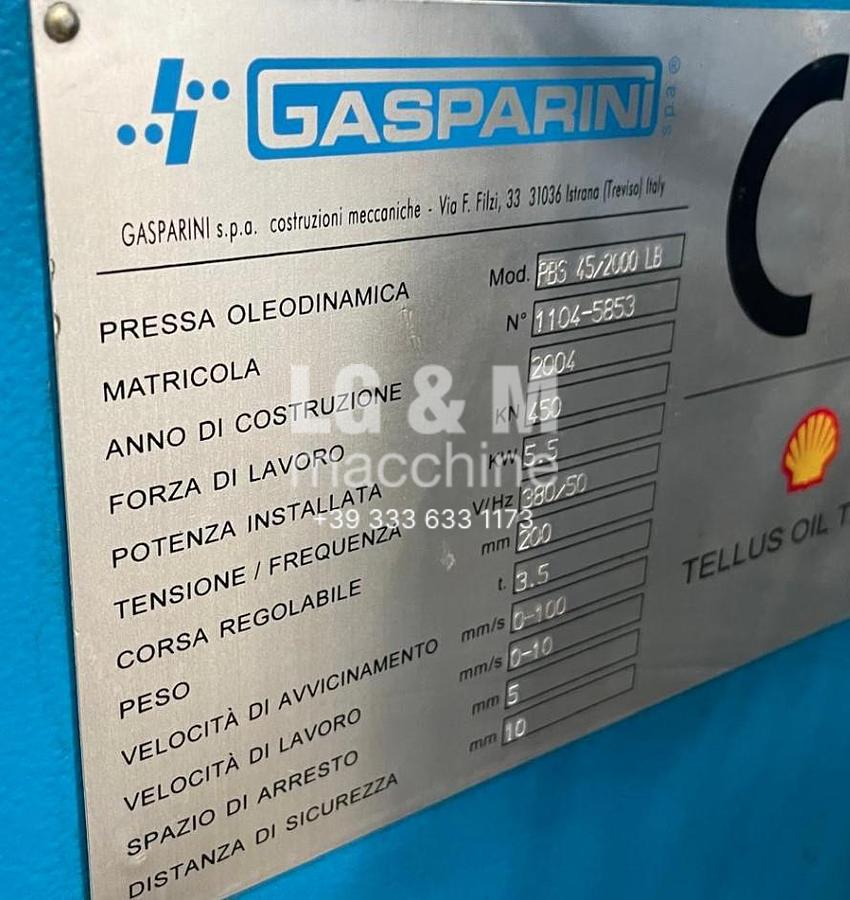 GASPARINI spa ®
GASPARINI s.p.a. costruzioni meccaniche - Via F. Filzi, 33 31036 Istrana (Treviso) Italy
PRESSA OLEODINAMICA Mod. PBS 45/2000 LB
MATRICOLA N° 1104-5853
ANNO DI COSTRUZIONE 2004
FORZA DI LAVORO KN 450
POTENZA INSTALLATA KW 5.5
TENSIONE / FREQUENZA V/Hz 380/50
CORSA REGOLABILE mm 200
PESO t. 3.5
VELOCITÀ DI AVVICINAMENTO mm/s 0-100
VELOCITÀ DI LAVORO mm/s 0-10
SPAZIO DI ARRESTO mm 5
DISTANZA DI SICUREZZA mm 10
TELLUS OIL T
LG & M
macchine
+39 333 633 1173